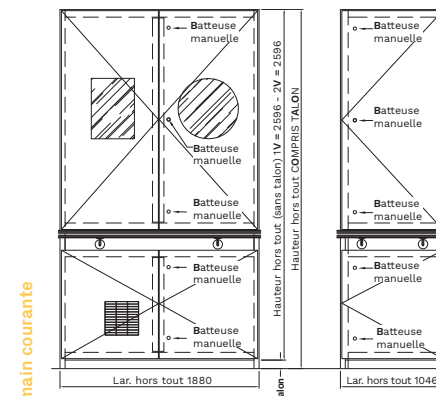 Batteuse
manuelle
Batteuse
manuelle
Batteuse
manuelle
Batteuse
manuelle
Batteuse
manuelle
Lar. hors tout 1880
Hauteur hors tout (sans talon) 1V = 2596 - 2V = 2596
Hauteur hors tout COMPRIS TALON
Batteuse
manuelle
Batteuse
manuelle
Batteuse
manuelle
Batteuse
manuelle
Batteuse
manuelle
Lar. hors tout 1046
main courante
alon